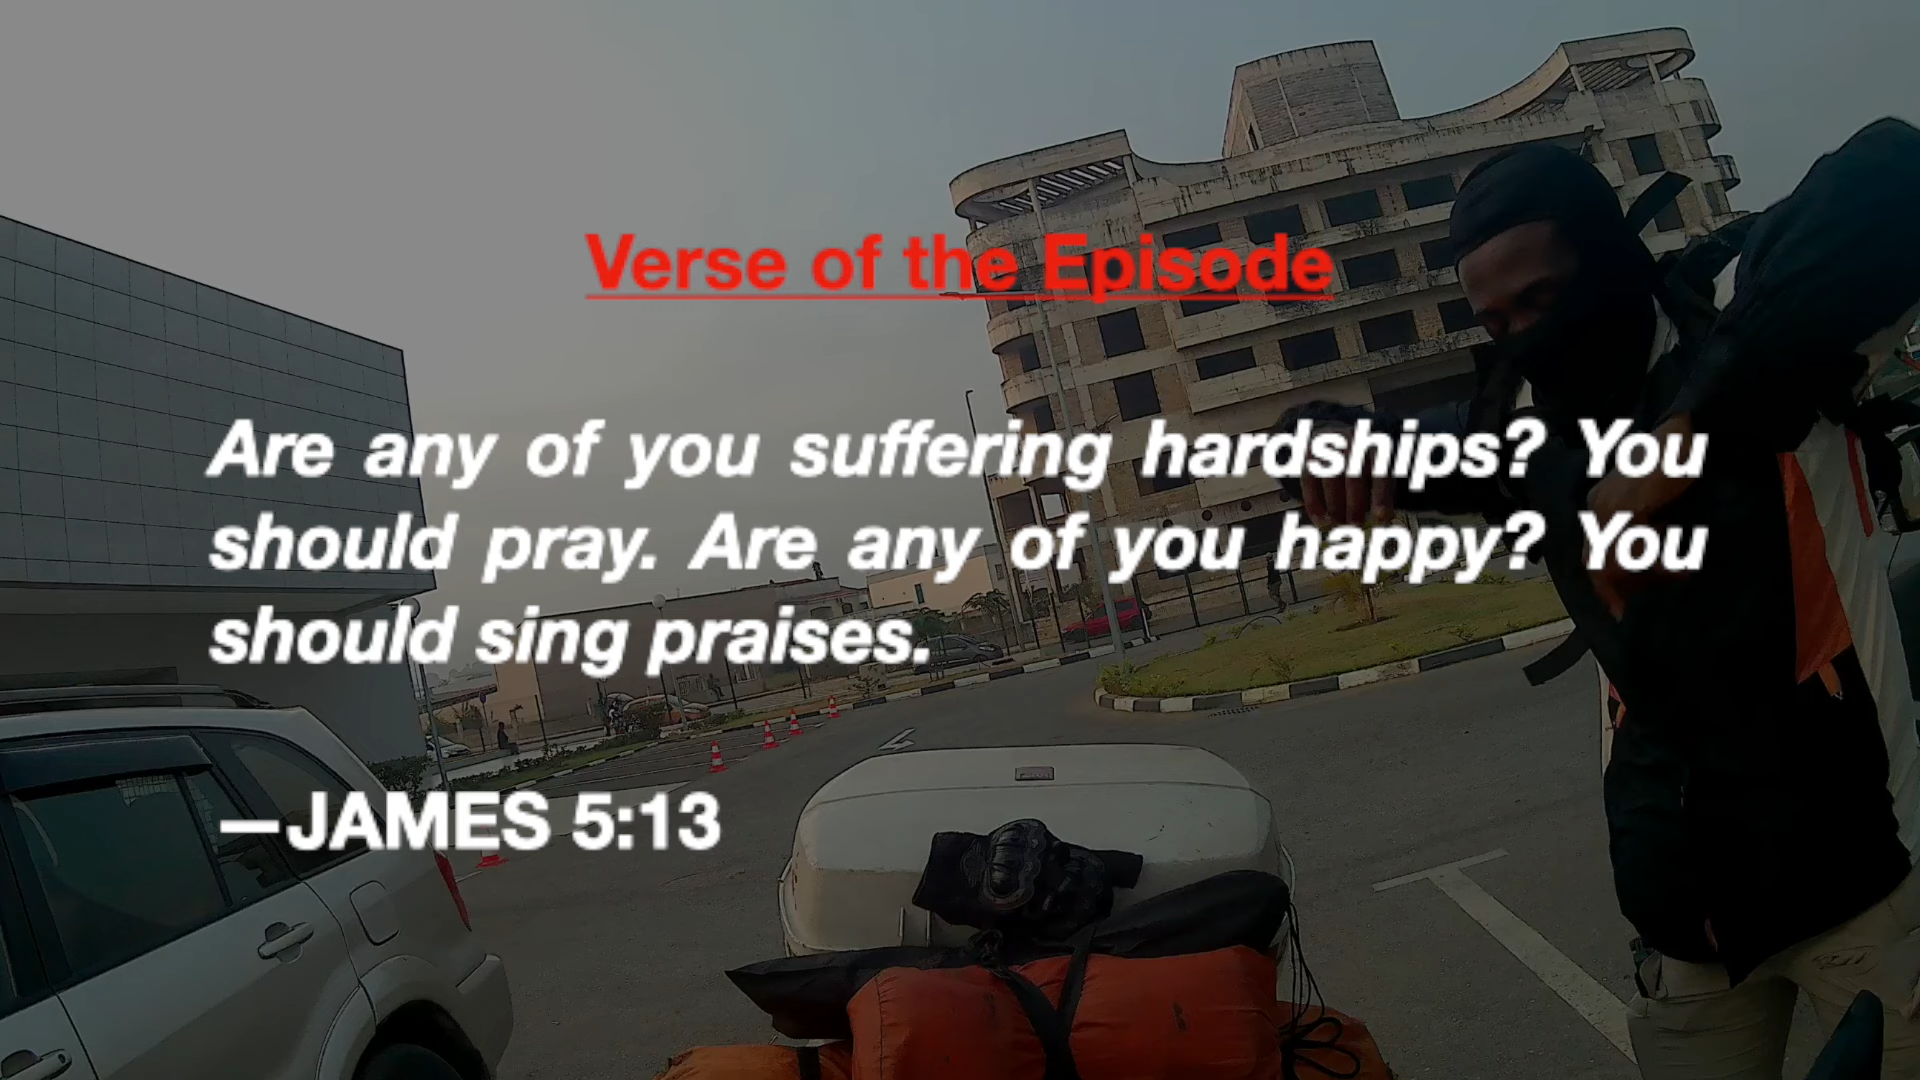 Verse of the Episode
Are any of you suffering hardships? You
should pray. Are any of you happy? You
should sing praises.
—JAMES 5:13